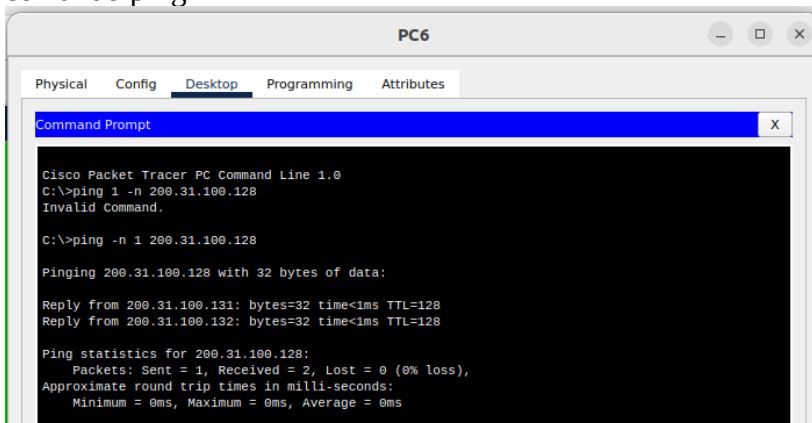 PC6
Physical Config Desktop Programming Attributes
Command Prompt
X
Cisco Packet Tracer PC Command Line 1.0
C:\>ping 1 -n 200.31.100.128
Invalid Command.
C:\>ping -n 1 200.31.100.128
Pinging 200.31.100.128 with 32 bytes of data:
Reply from 200.31.100.131: bytes=32 time<1ms TTL=128
Reply from 200.31.100.132: bytes=32 time<1ms TTL=128
Ping statistics for 200.31.100.128:
Packets: Sent = 1, Received = 2, Lost = 0 (0% loss),
Approximate round trip times in milli-seconds:
Minimum = 0ms, Maximum = 0ms, Average = 0ms